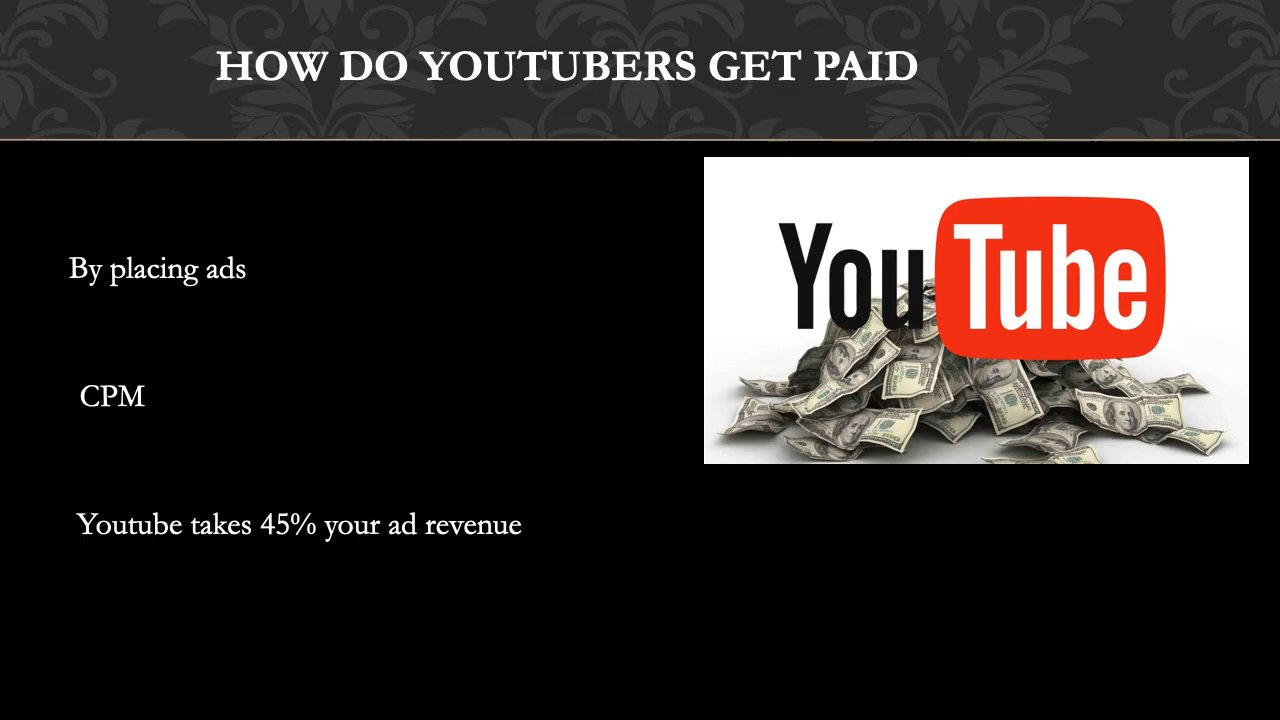 HOW DO YOUTUBERS GET PAID
By placing ads
CPM
Youtube takes 45% your ad revenue
YouTube